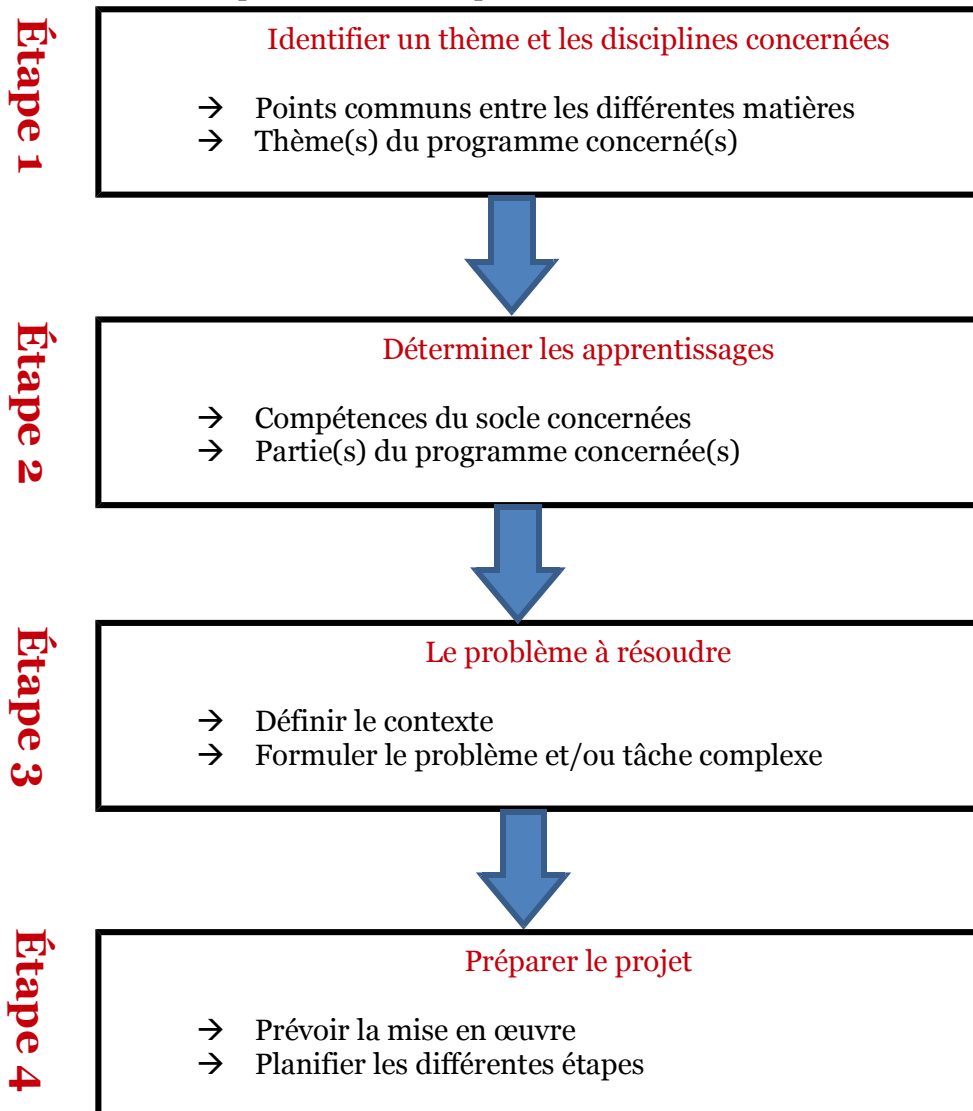 Étape 1
Identifier un thème et les disciplines concernées
→ Points communs entre les différentes matières
→ Thème(s) du programme concerné(s)
Étape 2
Déterminer les apprentissages
→ Compétences du socle concernées
→ Partie(s) du programme concernée(s)
Étape 3
Le problème à résoudre
→ Définir le contexte
→ Formuler le problème et/ou tâche complexe
Étape 4
Préparer le projet
→ Prévoir la mise en œuvre
→ Planifier les différentes étapes